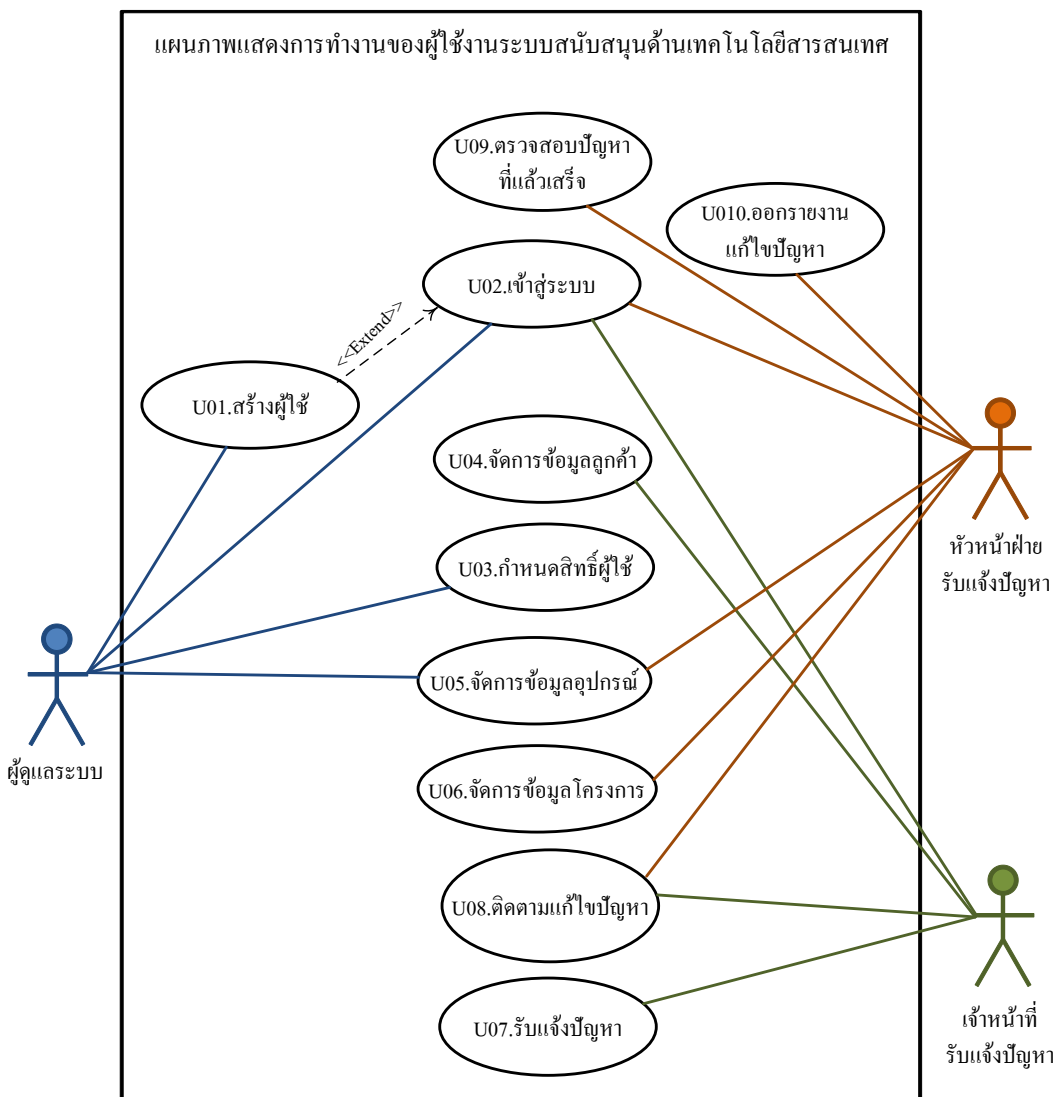 แผนภาพแสดงการทำงานของผู้ใช้งานระบบสนับสนุนด้านเทคโนโลยีสารสนเทศ
U09.ตรวจสอบปัญหา
ที่แล้วเสร็จ
U010.ออกรายงาน
แก้ไขปัญหา
U02.เข้าสู่ระบบ
<<Extend>>
U01.สร้างผู้ใช้
U04.จัดการข้อมูลลูกค้า
หัวหน้าฝ่าย
รับแจ้งปัญหา
U03.กำหนดสิทธิ์ผู้ใช้
U05.จัดการข้อมูลอุปกรณ์
ผู้ดูแลระบบ
U06.จัดการข้อมูลโครงการ
U08.ติดตามแก้ไขปัญหา
U07.รับแจ้งปัญหา
เจ้าหน้าที่
รับแจ้งปัญหา